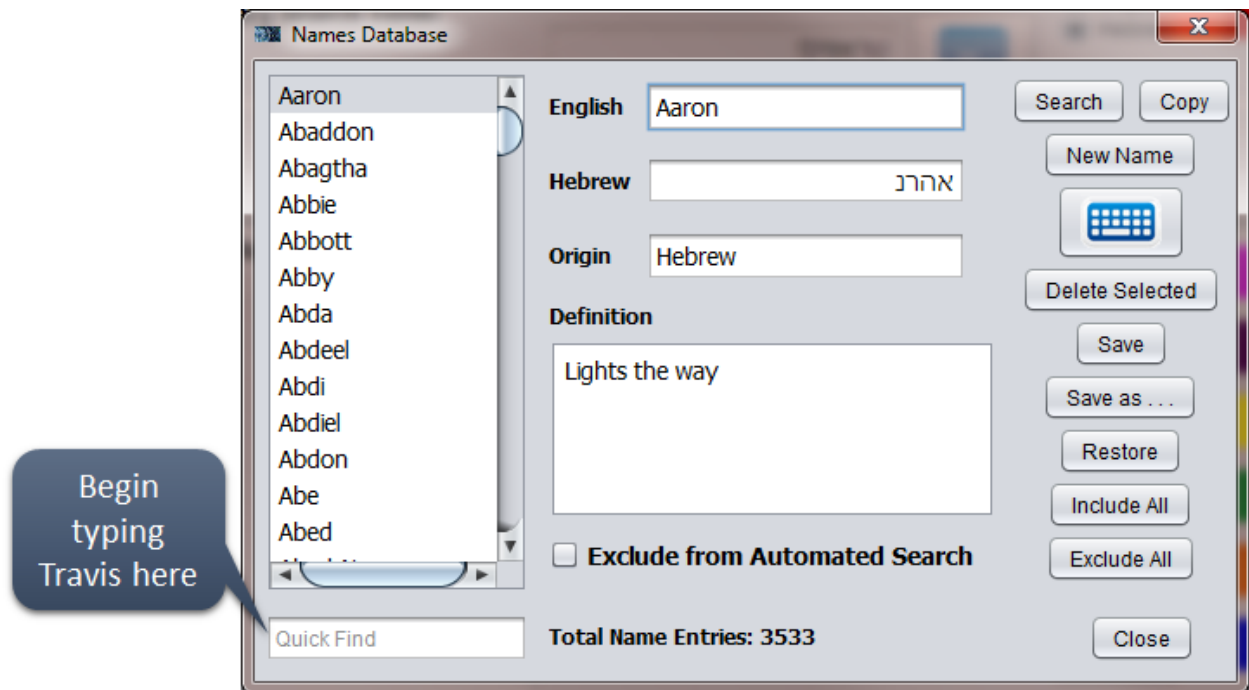 Names Database
Aaron
Abaddon
Abagtha
Abbie
Abbott
Abby
Abda
Abdeel
Abdi
Abdiel
Abdon
Abe
Abed
Quick Find
English Aaron
Hebrew אהרנ
Origin Hebrew
Definition
Lights the way
Exclude from Automated Search
Total Name Entries: 3533
Search Copy
New Name
Delete Selected
Save
Save as . . .
Restore
Include All
Exclude All
Close
Begin
typing
Travis here